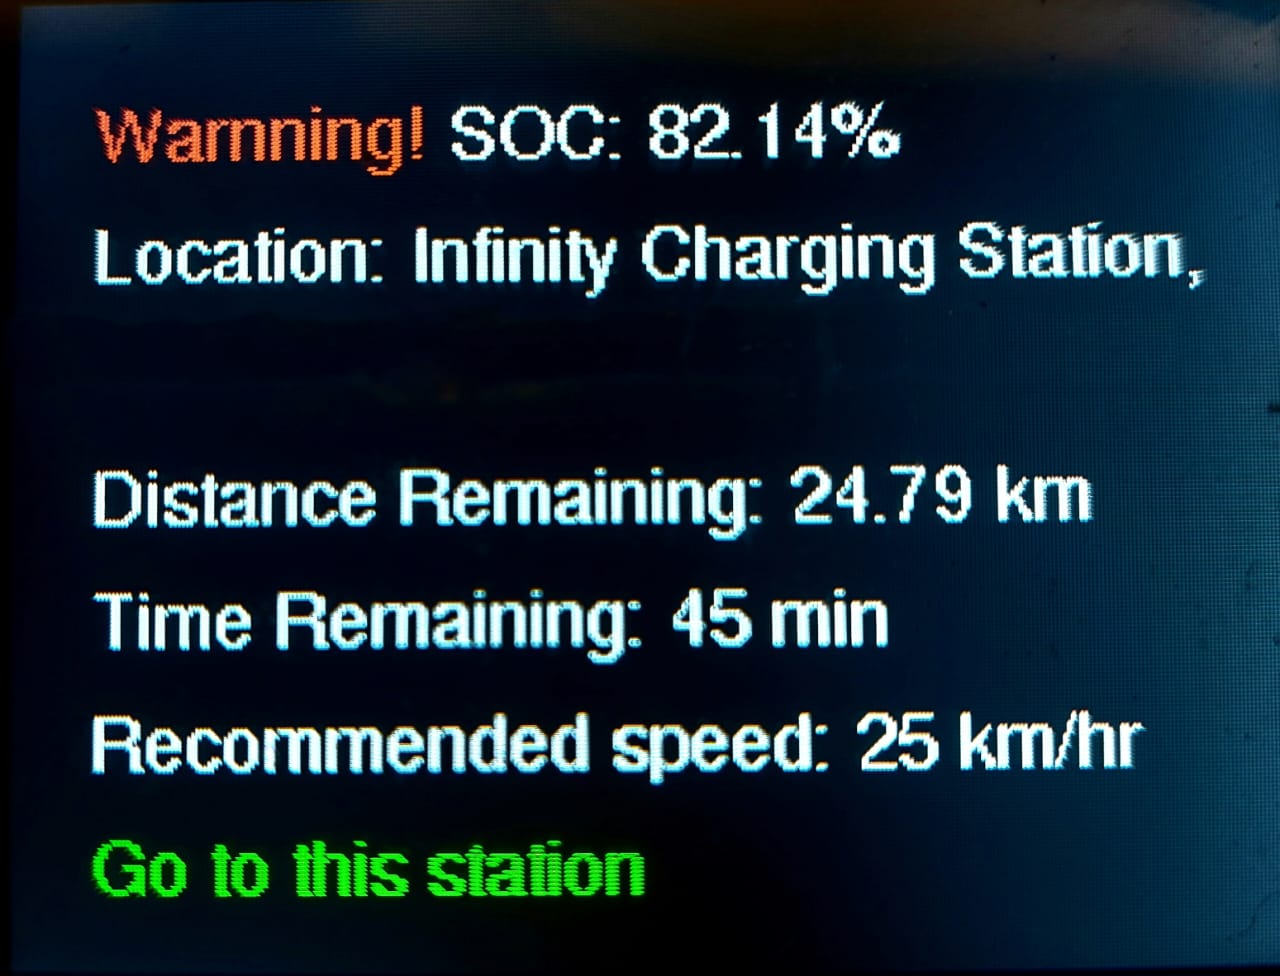 Warnning! SOC: 82.14%
Location: Infinity Charging Station,
Distance Remaining: 24.79 km
Time Remaining: 45 min
Recommended speed: 25 km/hr
Go to this station